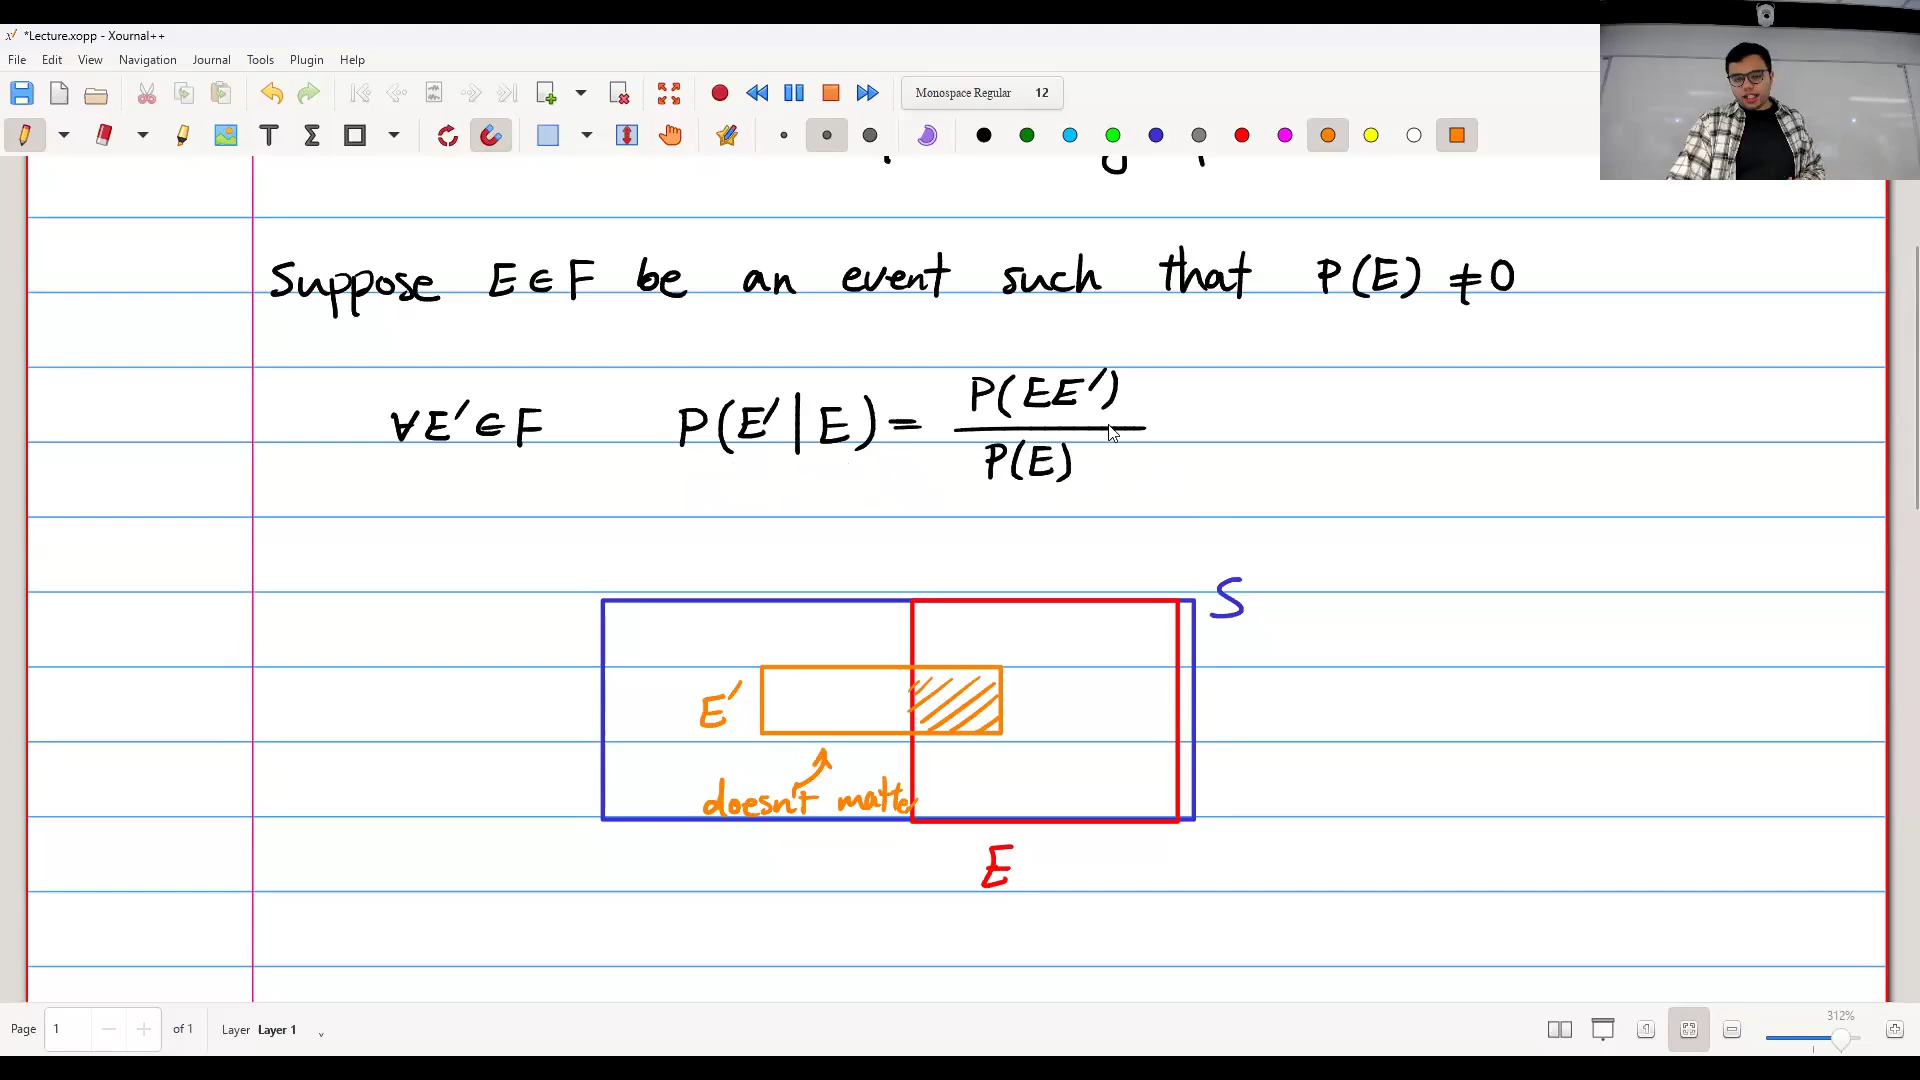 *Lecture.xopp - Xournal++
File Edit View Navigation Journal Tools Plugin Help
Monospace Regular 12
Suppose E ∈ F be an event such that P(E) ≠ 0
∀E′ ∈ F P(E′|E) = P(EE′)
P(E)
S
E′
doesn't matte
E
Page 1 of 1 Layer Layer 1 312%